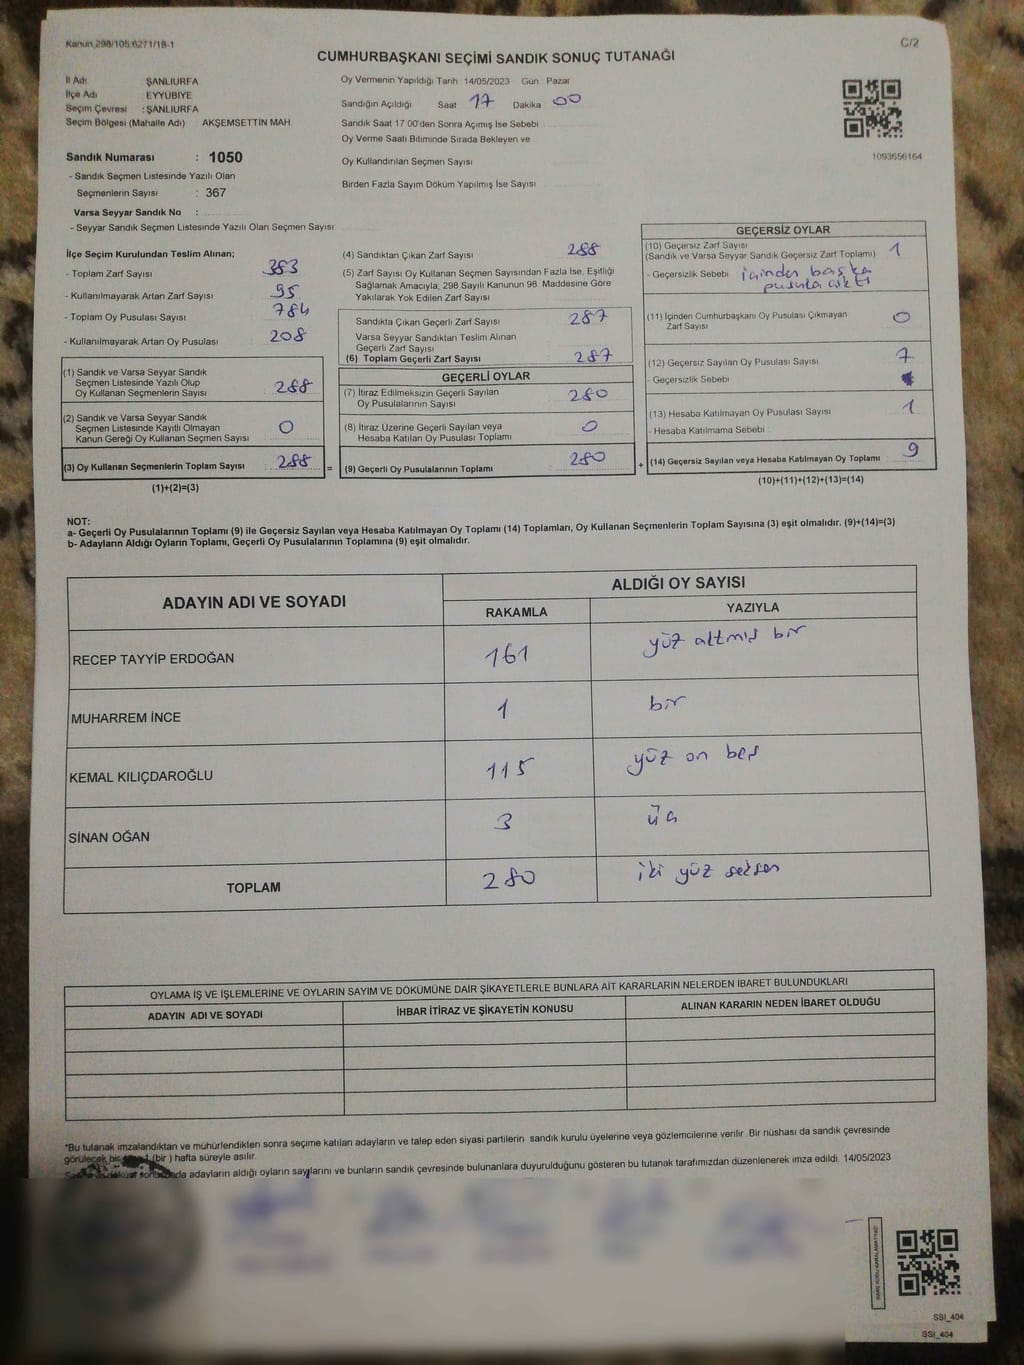 Kanun,298/105,6271/18-1
C/2
CUMHURBAŞKANI SEÇİMİ SANDIK SONUÇ TUTANAĞI
İl Adı ŞANLIURFA
İlçe Adı EYYUBİYE
Seçim Çevresi : ŞANLIURFA
Seçim Bölgesi (Mahalle Adı) AKŞEMSETTİN MAH.
Oy Vermenin Yapıldığı Tarih 14/05/2023 Gün : Pazar
Sandığın Açıldığı Saat 17 Dakika 00
Sandık Saat 17 00'den Sonra Açımış İse Sebebi
Oy Verme Saati Bitiminde Sırada Bekleyen ve
Oy Kullandırılan Seçmen Sayısı
Birden Fazla Sayım Döküm Yapılmış İse Sayısı
1093656164
Sandık Numarası : 1050
- Sandık Seçmen Listesinde Yazılı Olan
Seçmenlerin Sayısı : 367
Varsa Seyyar Sandık No :
- Seyyar Sandık Seçmen Listesinde Yazılı Olan Seçmen Sayısı
İlçe Seçim Kurulundan Teslim Alınan;
- Toplam Zarf Sayısı 383
- Kullanılmayarak Artan Zarf Sayısı 95
- Toplam Oy Pusulası Sayısı 784
- Kullanılmayarak Artan Oy Pusulası 208
(1) Sandık ve Varsa Seyyar Sandık
Seçmen Listesinde Yazılı Olup
Oy Kullanan Seçmenlerin Sayısı 288
(2) Sandık ve Varsa Seyyar Sandık
Seçmen Listesinde Kayıtlı Olmayan
Kanun Gereği Oy Kullanan Seçmen Sayısı 0
(3) Oy Kullanan Seçmenlerin Toplam Sayısı : 288 =
(1)+(2)=(3)
(4) Sandıktan Çıkan Zarf Sayısı 288
(5) Zarf Sayısı Oy Kullanan Seçmen Sayısından Fazla İse, Eşitliği
Sağlamak Amacıyla, 298 Sayılı Kanunun 98. Maddesine Göre
Yakılarak Yok Edilen Zarf Sayısı
Sandıkta Çıkan Geçerli Zarf Sayısı 287
Varsa Seyyar Sandıktan Teslim Alınan
Geçerli Zarf Sayısı
(6) Toplam Geçerli Zarf Sayısı 287
GEÇERLİ OYLAR
(7) İtiraz Edilmeksizin Geçerli Sayılan
Oy Pusulalarının Sayısı 280
(8) İtiraz Üzerine Geçerli Sayılan veya
Hesaba Katılan Oy Pusulası Toplamı 0
(9) Geçerli Oy Pusulalarının Toplamı 280 +
GEÇERSİZ OYLAR
(10) Geçersiz Zarf Sayısı
(Sandık ve Varsa Seyyar Sandık Geçersiz Zarf Toplamı) 1
- Geçersizlik Sebebi içinden başka
pusula çıktı
(11) İçinden Cumhurbaşkanı Oy Pusulası Çıkmayan
Zarf Sayısı 0
(12) Geçersiz Sayılan Oy Pusulası Sayısı 7
- Geçersizlik Sebebi
(13) Hesaba Katılmayan Oy Pusulası Sayısı 1
- Hesaba Katılmama Sebebi
(14) Geçersiz Sayılan veya Hesaba Katılmayan Oy Toplamı 9
(10)+(11)+(12)+(13)=(14)
NOT:
a- Geçerli Oy Pusulalarının Toplamı (9) ile Geçersiz Sayılan veya Hesaba Katılmayan Oy Toplamı (14) Toplamları, Oy Kullanan Seçmenlerin Toplam Sayısına (3) eşit olmalıdır. (9)+(14)=(3)
b- Adayların Aldığı Oyların Toplamı, Geçerli Oy Pusulalarının Toplamına (9) eşit olmalıdır.
ADAYIN ADI VE SOYADI
ALDIĞI OY SAYISI
RAKAMLA YAZIYLA
RECEP TAYYİP ERDOĞAN 161 yüz altmış bir
MUHARREM İNCE 1 bir
KEMAL KILIÇDAROĞLU 115 yüz on beş
SİNAN OĞAN 3 üç
TOPLAM 280 iki yüz seksen
OYLAMA İŞ VE İŞLEMLERİNE VE OYLARIN SAYIM VE DÖKÜMÜNE DAİR ŞİKAYETLERLE BUNLARA AİT KARARLARIN NELERDEN İBARET BULUNDUKLARI
ADAYIN ADI VE SOYADI İHBAR İTİRAZ VE ŞİKAYETİN KONUSU ALINAN KARARIN NEDEN İBARET OLDUĞU
*Bu tutanak imzalandıktan ve mühürlendikten sonra seçime katılan adayların ve talep eden siyasi partilerin sandık kurulu üyelerine veya gözlemcilerine verilir. Bir nüshası da sandık çevresinde
görülecek bir (bir ) hafta süreyle asılır.
adayların aldığı oyların sayılarını ve bunların sandık çevresinde bulunanlara duyurulduğunu gösteren bu tutanak tarafımızdan düzenlenerek imza edildi. 14/05/2023
SSI_404
SSI_404